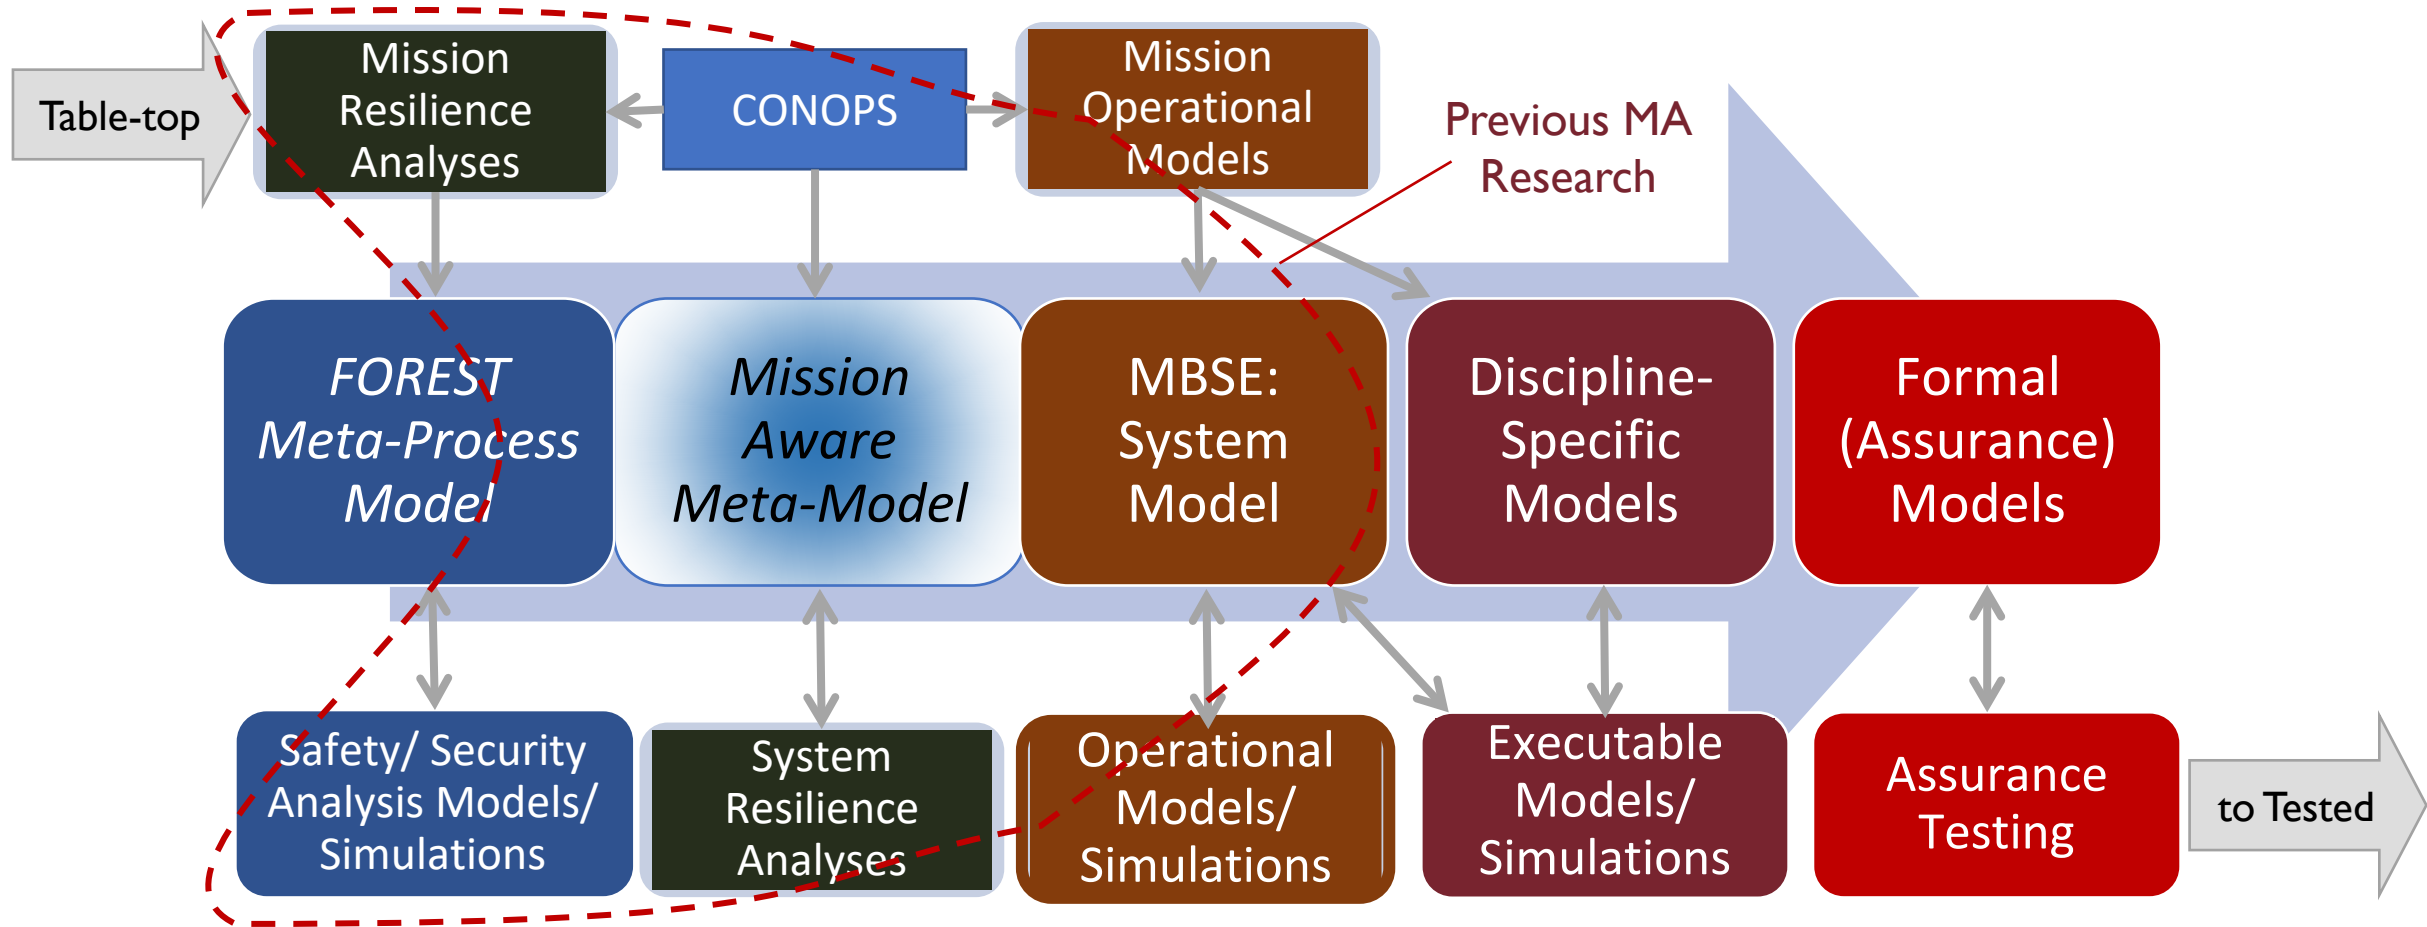 Table-top
Mission
Resilience
Analyses
CONOPS
Mission
Operational
Models
Previous MA
Research
FOREST
Meta-Process
Model
Mission
Aware
Meta-Model
MBSE:
System
Model
Discipline-
Specific
Models
Formal
(Assurance)
Models
Safety/ Security
Analysis Models/
Simulations
System
Resilience
Analyses
Operational
Models/
Simulations
Executable
Models/
Simulations
Assurance
Testing
to Tested